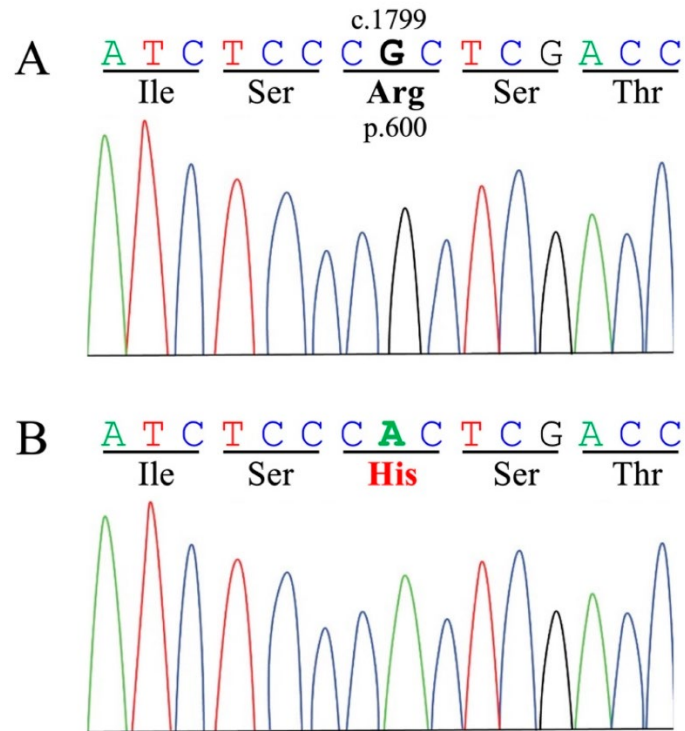 c.1799
A
A T C T C C C G C T C G A C C
Ile Ser Arg Ser Thr
p.600
B
A T C T C C C A C T C G A C C
Ile Ser His Ser Thr